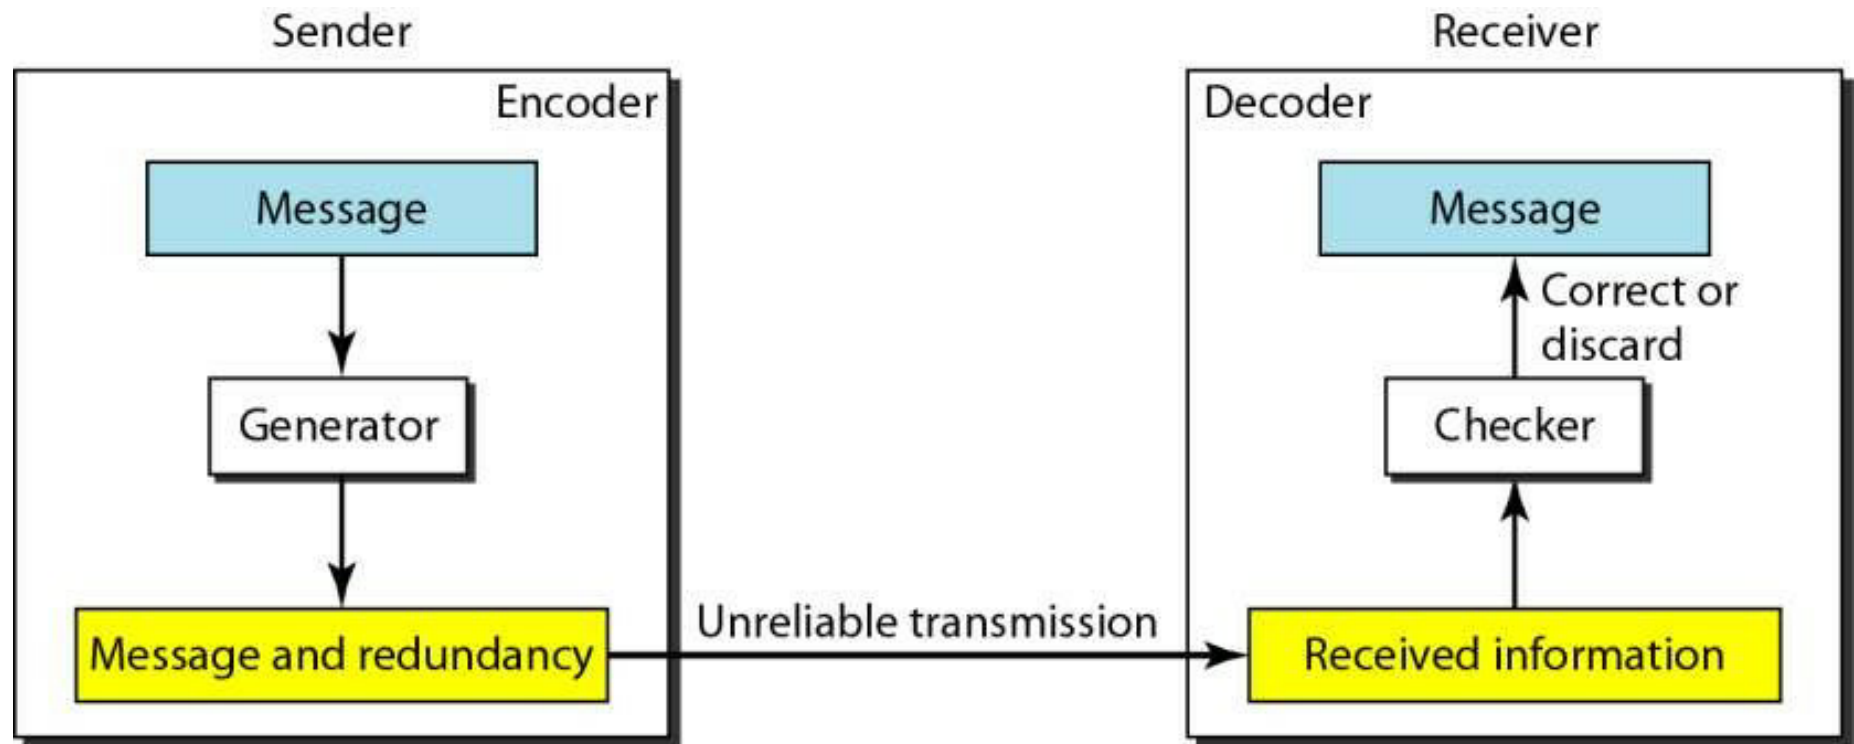 Sender
Encoder
Message
Generator
Message and redundancy
Unreliable transmission
Receiver
Decoder
Message
Correct or
discard
Checker
Received information